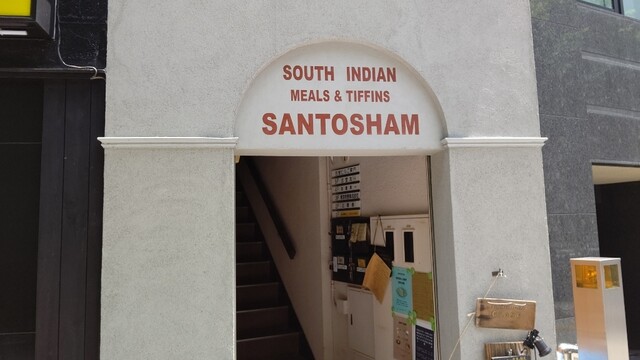 SOUTH INDIAN
MEALS & TIFFINS
SANTOSHAM